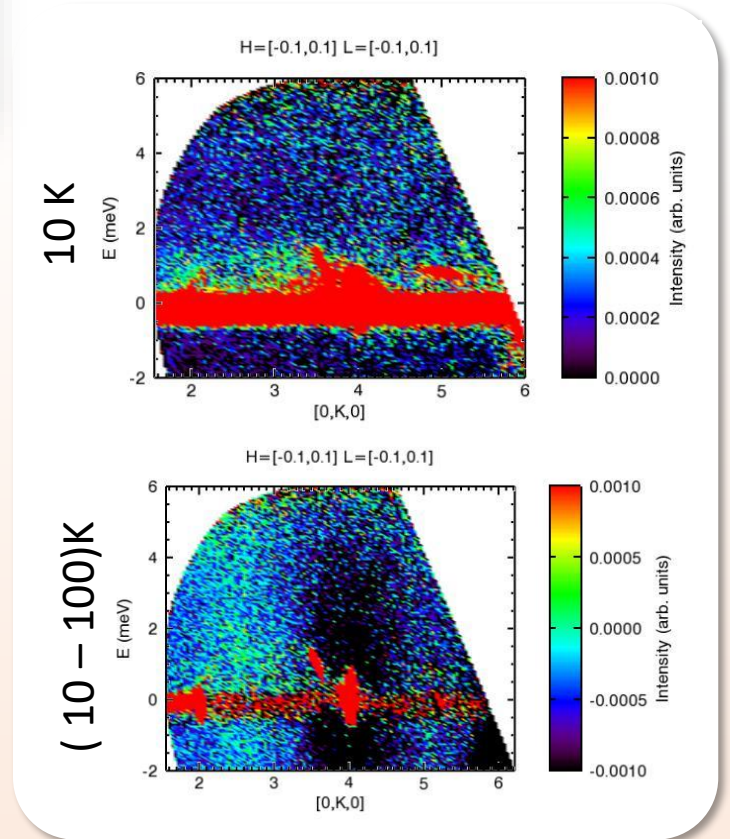 H=[-0.1,0.1] L=[-0.1,0.1]
10 K
E (meV)
6
4
2
0
-2
2 3 4 5 6
[0,K,0]
0.0010
0.0008
0.0006
0.0004
0.0002
0.0000
Intensity (arb. units)
H=[-0.1,0.1] L=[-0.1,0.1]
( 10 – 100)K
E (meV)
6
4
2
0
-2
2 3 4 5 6
[0,K,0]
0.0010
0.0005
0.0000
-0.0005
-0.0010
Intensity (arb. units)